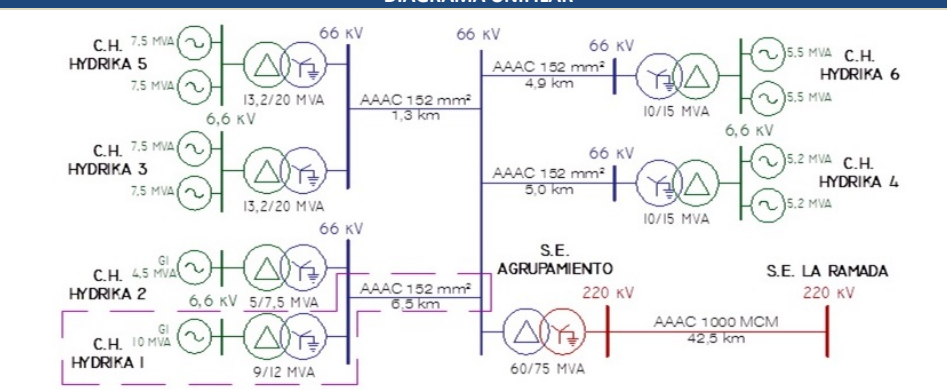 DIAGRAMA UNIFILAR
C.H.
HYDRIKA 5
7,5 MVA
7,5 MVA
13,2/20 MVA
66 kV
6,6 kV
C.H.
HYDRIKA 3
7,5 MVA
7,5 MVA
13,2/20 MVA
AAAC 152 mm²
1,3 km
66 kV
C.H.
HYDRIKA 2
G1
4,5 MVA
6,6 kV
5/7,5 MVA
66 kV
C.H.
HYDRIKA 1
G1
10 MVA
9/12 MVA
AAAC 152 mm²
6,5 km
AAAC 152 mm²
4,9 km
66 kV
10/15 MVA
5.5 MVA
5.5 MVA
C.H.
HYDRIKA 6
6,6 kV
AAAC 152 mm²
5,0 km
66 kV
10/15 MVA
5.2 MVA
5.2 MVA
C.H.
HYDRIKA 4
S.E.
AGRUPAMIENTO
220 kV
60/75 MVA
AAAC 1000 MCM
42,5 km
S.E. LA RAMADA
220 kV